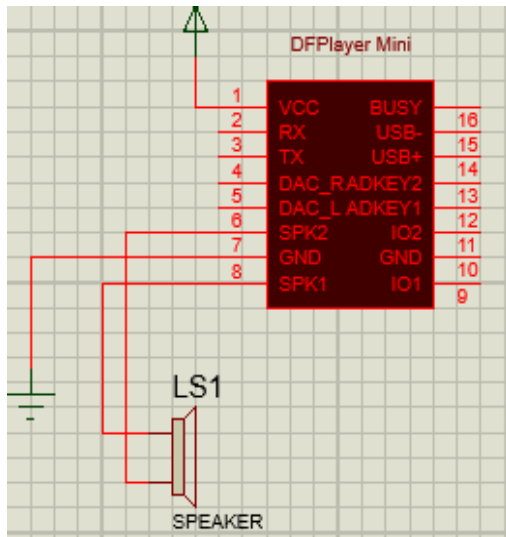 DFPlayer Mini
1 VCC BUSY 16
2 RX USB- 15
3 TX USB+ 14
4 DAC_R ADKEY2 13
5 DAC_L ADKEY1 12
6 SPK2 IO2 11
7 GND GND 10
8 SPK1 IO1 9
LS1
SPEAKER